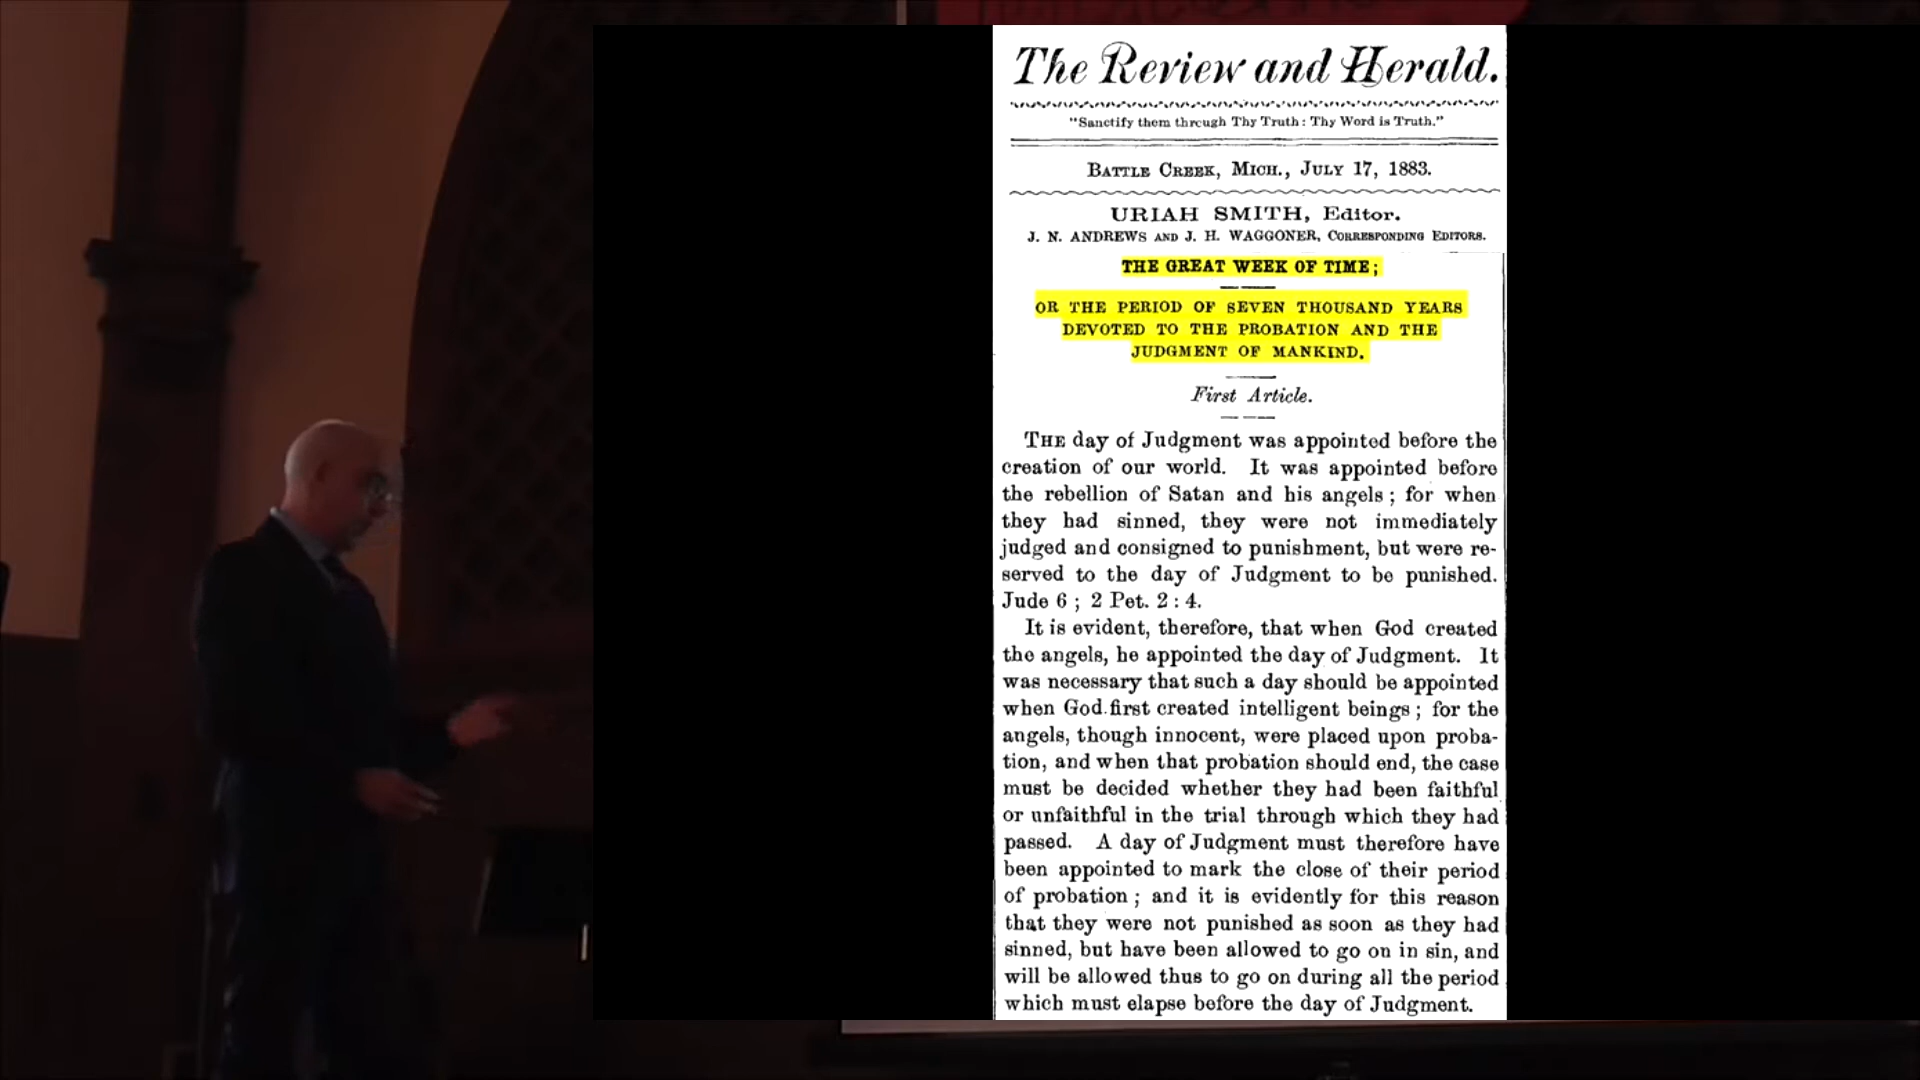 The Review and Herald.
"Sanctify them through Thy Truth: Thy Word is Truth."
BATTLE CREEK, MICH., JULY 17, 1883.
URIAH SMITH, Editor.
J. N. ANDREWS AND J. H. WAGGONER, CORRESPONDING EDITORS.
THE GREAT WEEK OF TIME;
OR THE PERIOD OF SEVEN THOUSAND YEARS
DEVOTED TO THE PROBATION AND THE
JUDGMENT OF MANKIND.
First Article.
THE day of Judgment was appointed before the
creation of our world. It was appointed before
the rebellion of Satan and his angels; for when
they had sinned, they were not immediately
judged and consigned to punishment, but were re-
served to the day of Judgment to be punished.
Jude 6; 2 Pet. 2:4.
It is evident, therefore, that when God created
the angels, he appointed the day of Judgment. It
was necessary that such a day should be appointed
when God first created intelligent beings; for the
angels, though innocent, were placed upon proba-
tion, and when that probation should end, the case
must be decided whether they had been faithful
or unfaithful in the trial through which they had
passed. A day of Judgment must therefore have
been appointed to mark the close of their period
of probation; and it is evidently for this reason
that they were not punished as soon as they had
sinned, but have been allowed to go on in sin, and
will be allowed thus to go on during all the period
which must elapse before the day of Judgment.